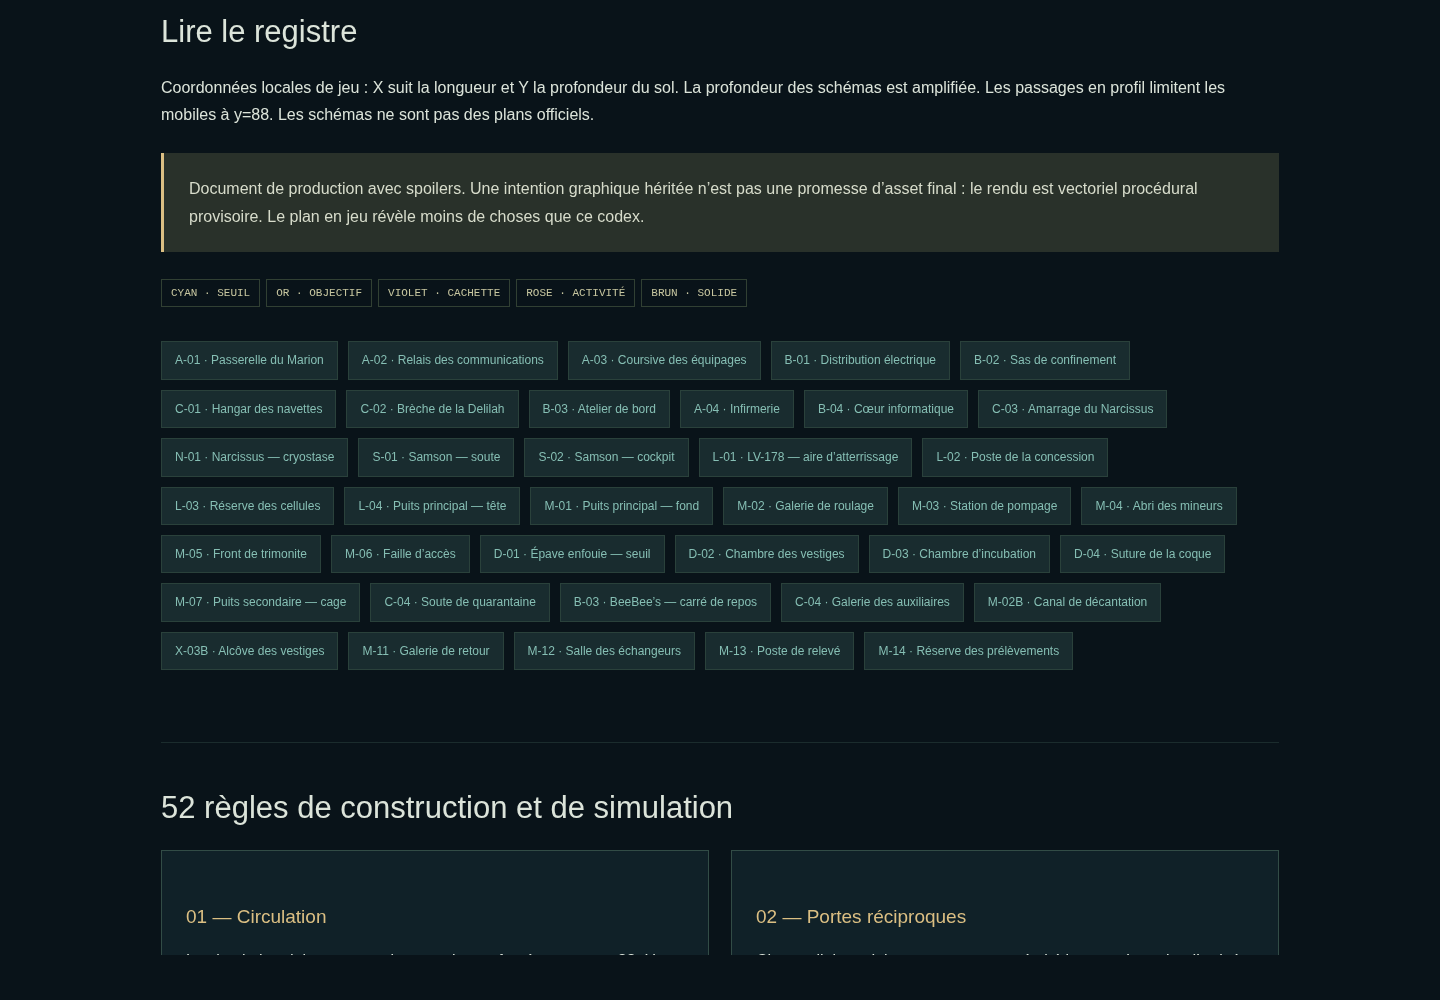 Lire le registre
Coordonnées locales de jeu : X suit la longueur et Y la profondeur du sol. La profondeur des schémas est amplifiée. Les passages en profil limitent les
mobiles à y=88. Les schémas ne sont pas des plans officiels.
Document de production avec spoilers. Une intention graphique héritée n’est pas une promesse d’asset final : le rendu est vectoriel procédural
provisoire. Le plan en jeu révèle moins de choses que ce codex.
CYAN · SEUIL OR · OBJECTIF VIOLET · CACHETTE ROSE · ACTIVITÉ BRUN · SOLIDE
A-01 · Passerelle du Marion A-02 · Relais des communications A-03 · Coursive des équipages B-01 · Distribution électrique B-02 · Sas de confinement
C-01 · Hangar des navettes C-02 · Brèche de la Delilah B-03 · Atelier de bord A-04 · Infirmerie B-04 · Cœur informatique C-03 · Amarrage du Narcissus
N-01 · Narcissus — cryostase S-01 · Samson — soute S-02 · Samson — cockpit L-01 · LV-178 — aire d’atterrissage L-02 · Poste de la concession
L-03 · Réserve des cellules L-04 · Puits principal — tête M-01 · Puits principal — fond M-02 · Galerie de roulage M-03 · Station de pompage M-04 · Abri des mineurs
M-05 · Front de trimonite M-06 · Faille d’accès D-01 · Épave enfouie — seuil D-02 · Chambre des vestiges D-03 · Chambre d’incubation D-04 · Suture de la coque
M-07 · Puits secondaire — cage C-04 · Soute de quarantaine B-03 · BeeBee's — carré de repos C-04 · Galerie des auxiliaires M-02B · Canal de décantation
X-03B · Alcôve des vestiges M-11 · Galerie de retour M-12 · Salle des échangeurs M-13 · Poste de relevé M-14 · Réserve des prélèvements
52 règles de construction et de simulation
01 — Circulation 02 — Portes réciproques